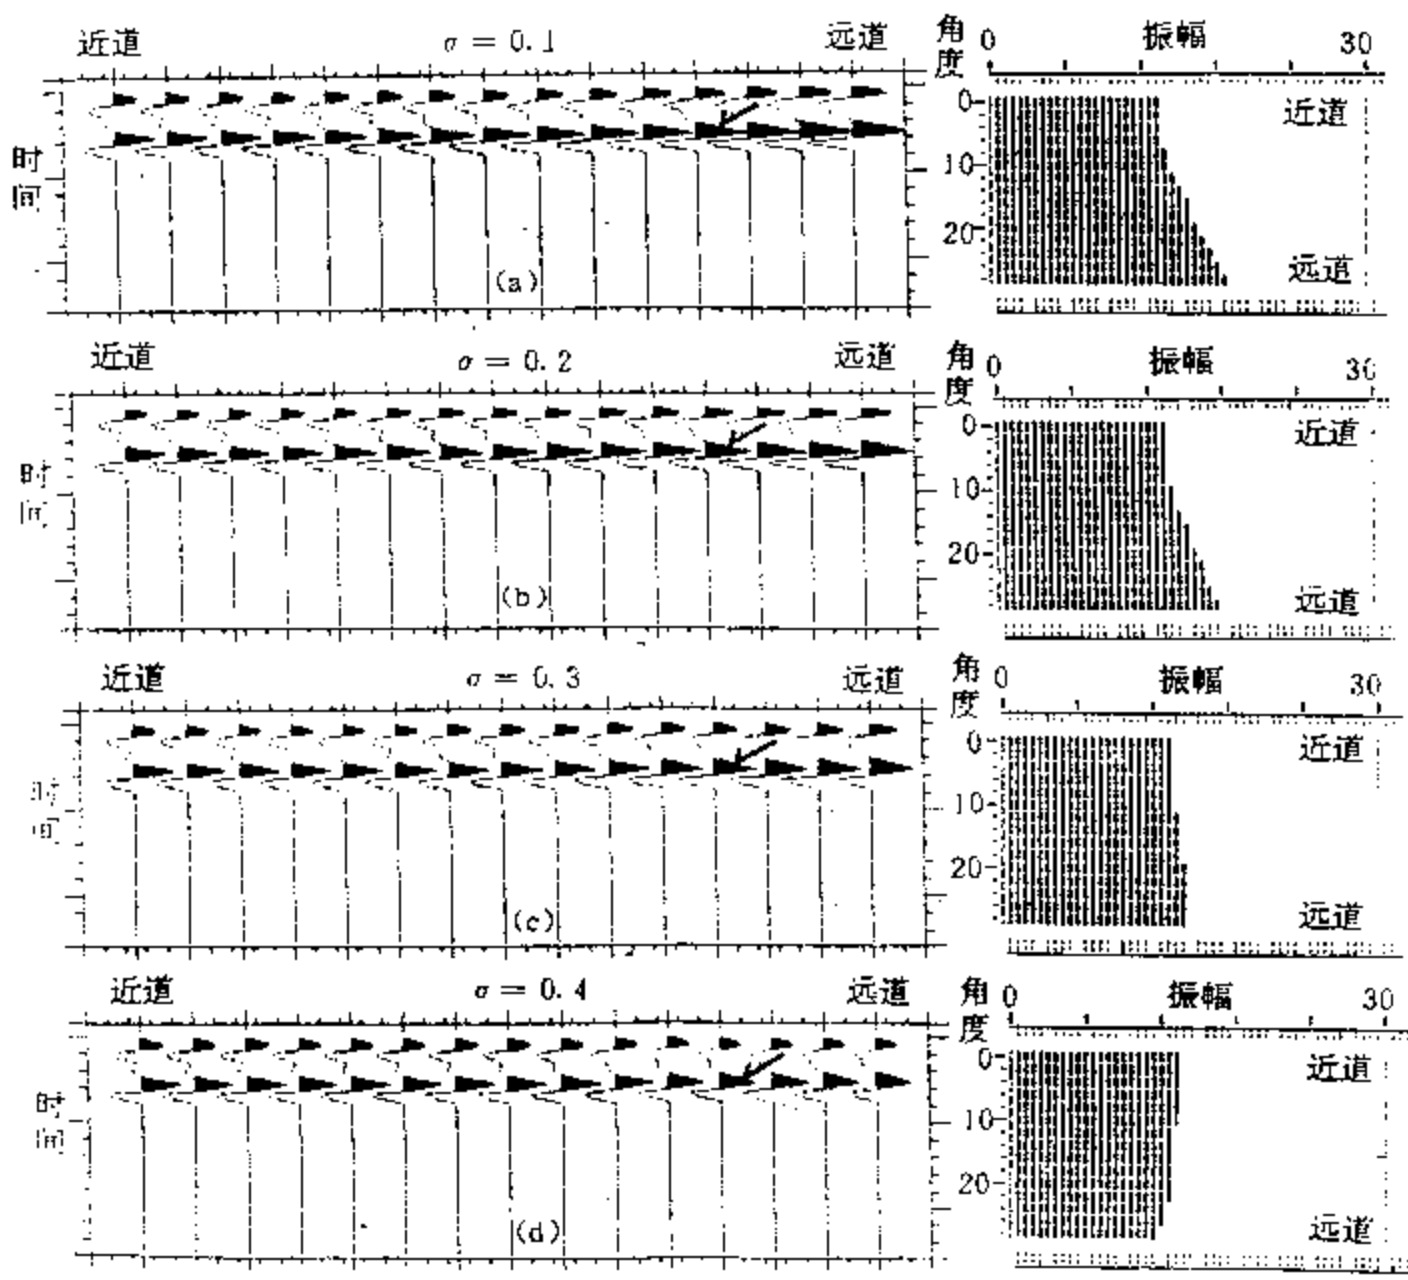 近道 σ = 0.1 远道 角度 0 振幅 30
时间
0
近道
10
20
远道
(a)
近道 σ = 0.2 远道 角度 0 振幅 30
时间
0
近道
10
20
远道
(b)
近道 σ = 0.3 远道 角度 0 振幅 30
时间
0
近道
10
20
远道
(c)
近道 σ = 0.4 远道 角度 0 振幅 30
时间
0
近道
10
20
远道
(d)